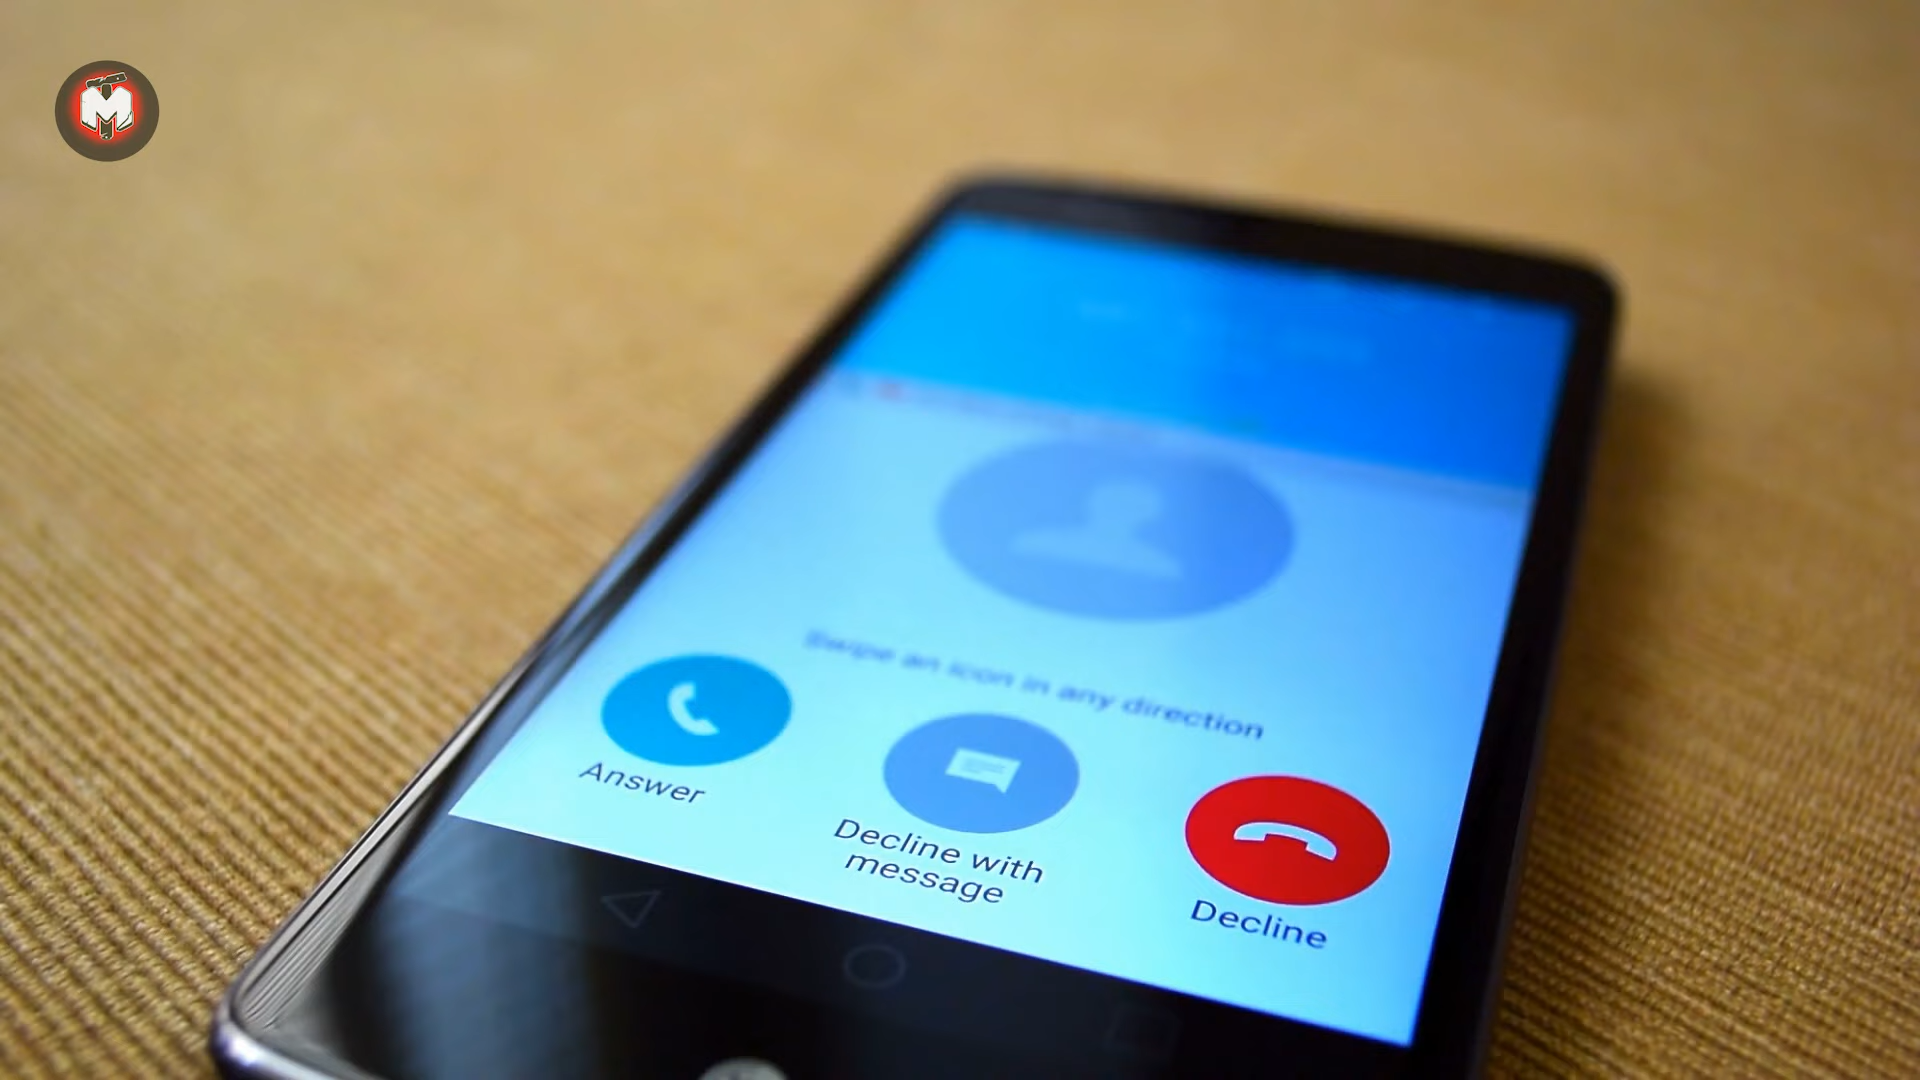 M
Swipe an icon in any direction
Answer
Decline with
message
Decline